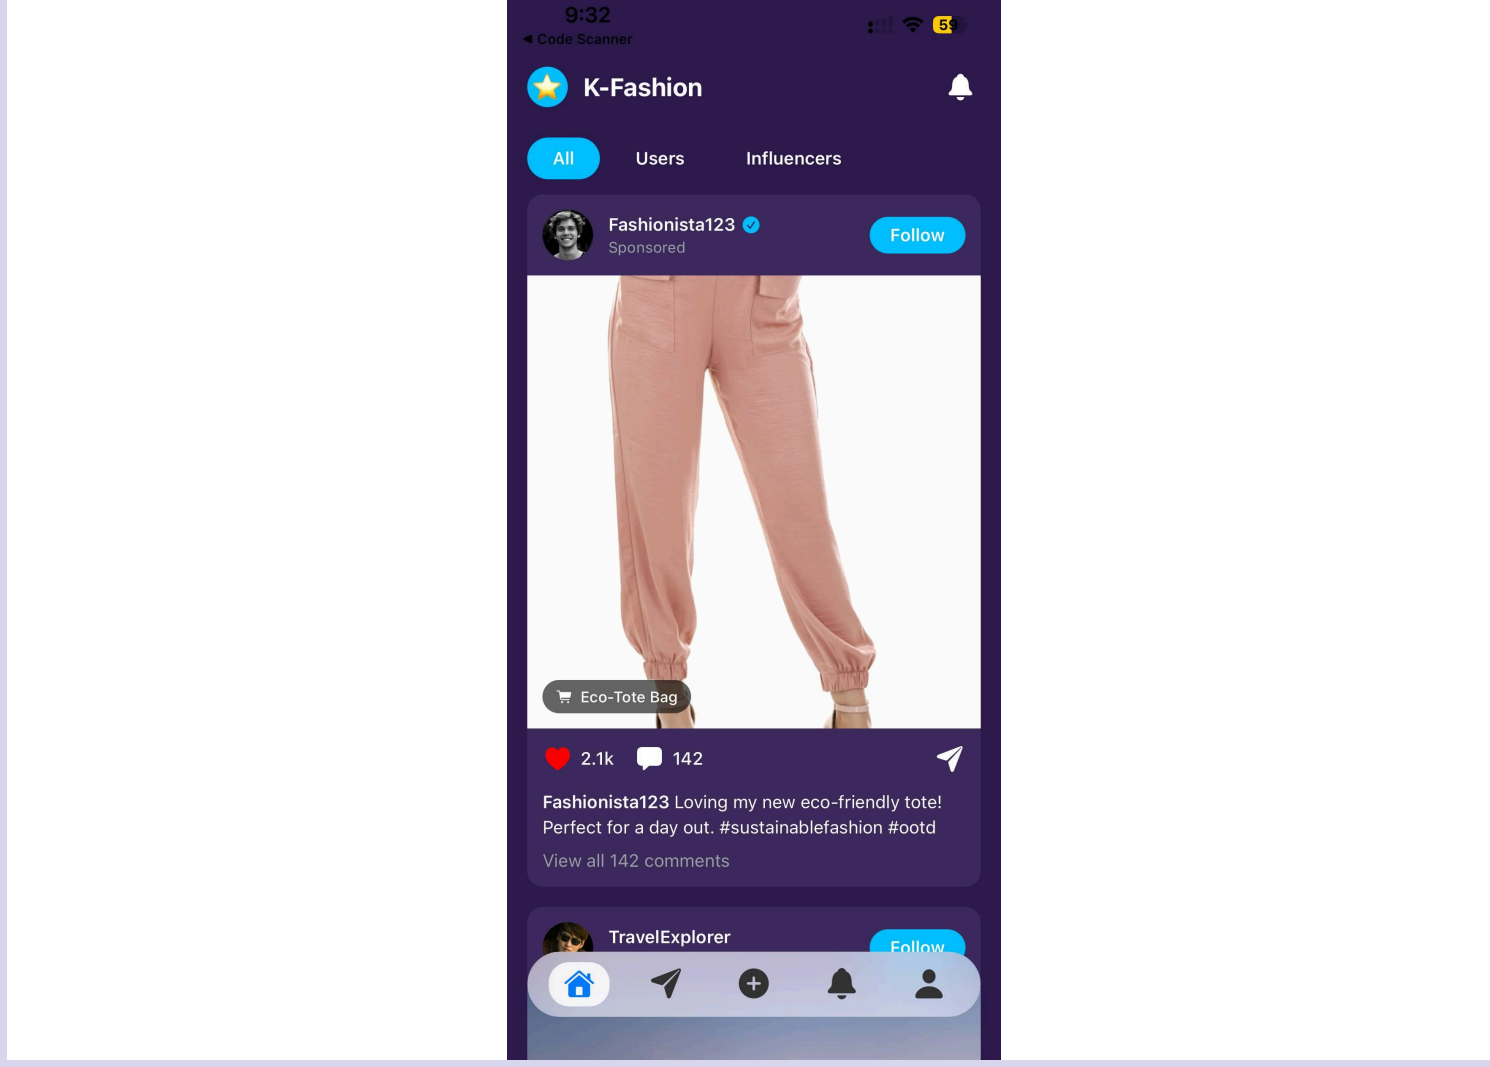 9:32
59
◀ Code Scanner
K-Fashion
All
Users
Influencers
Fashionista123
Sponsored
Follow
Eco-Tote Bag
2.1k
142
Fashionista123 Loving my new eco-friendly tote!
Perfect for a day out. #sustainablefashion #ootd
View all 142 comments
TravelExplorer
Follow